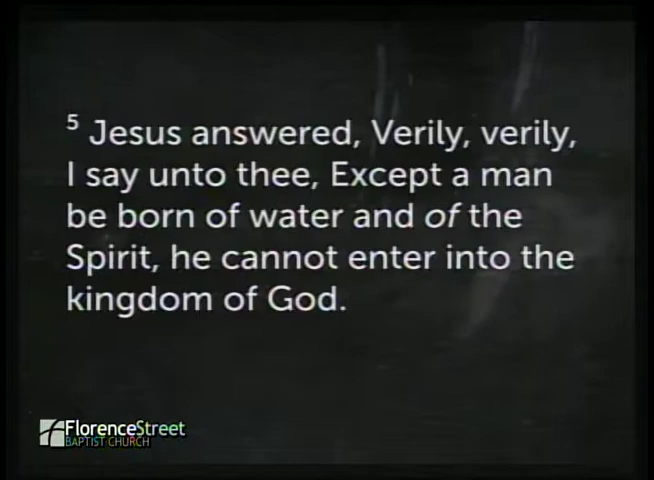 5 Jesus answered, Verily, verily,
I say unto thee, Except a man
be born of water and of the
Spirit, he cannot enter into the
kingdom of God.
FlorenceStreet
BAPTIST CHURCH